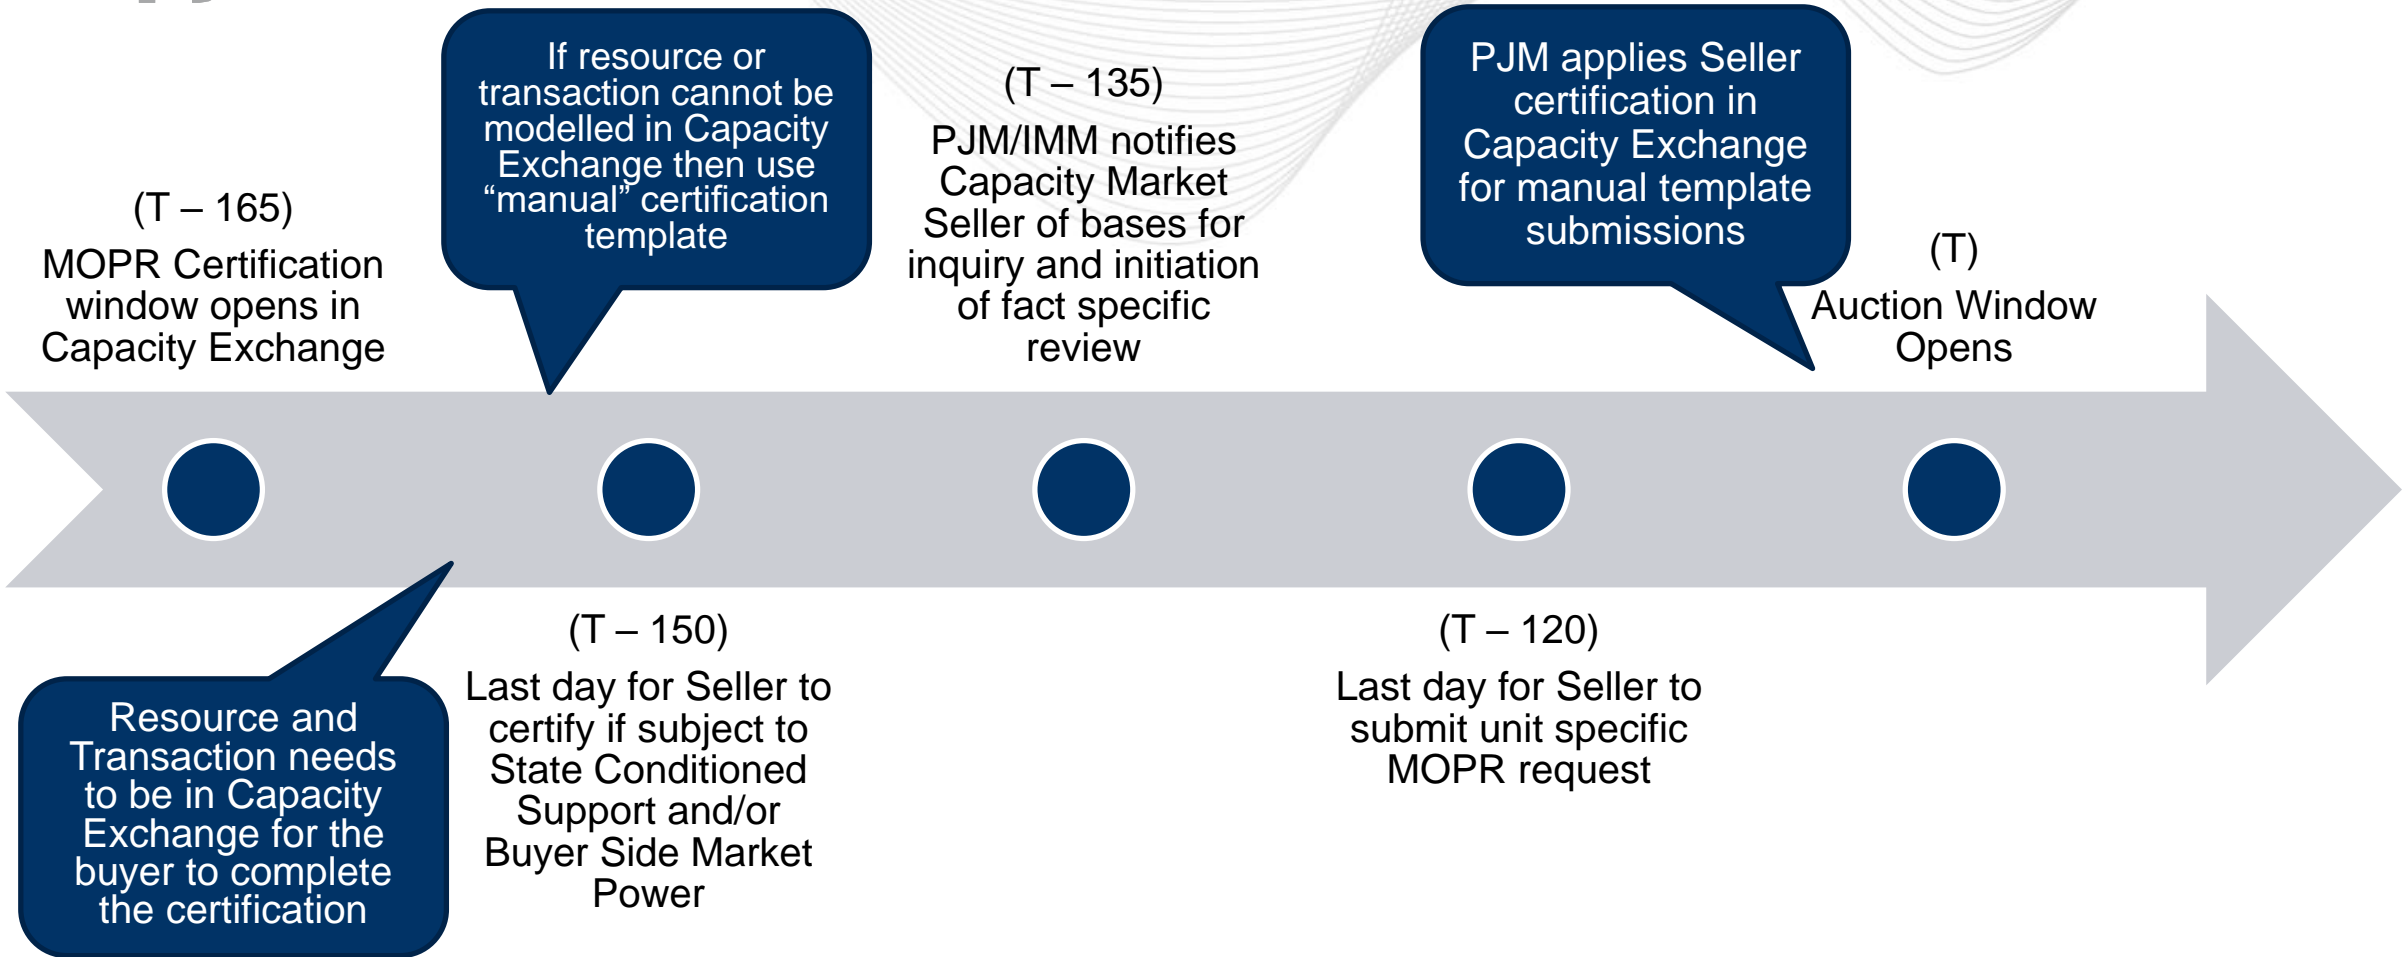 (T – 165)
MOPR Certification
window opens in
Capacity Exchange
If resource or
transaction cannot be
modelled in Capacity
Exchange then use
“manual” certification
template
(T – 135)
PJM/IMM notifies
Capacity Market
Seller of bases for
inquiry and initiation
of fact specific
review
PJM applies Seller
certification in
Capacity Exchange
for manual template
submissions
(T)
Auction Window
Opens
Resource and
Transaction needs
to be in Capacity
Exchange for the
buyer to complete
the certification
(T – 150)
Last day for Seller to
certify if subject to
State Conditioned
Support and/or
Buyer Side Market
Power
(T – 120)
Last day for Seller to
submit unit specific
MOPR request